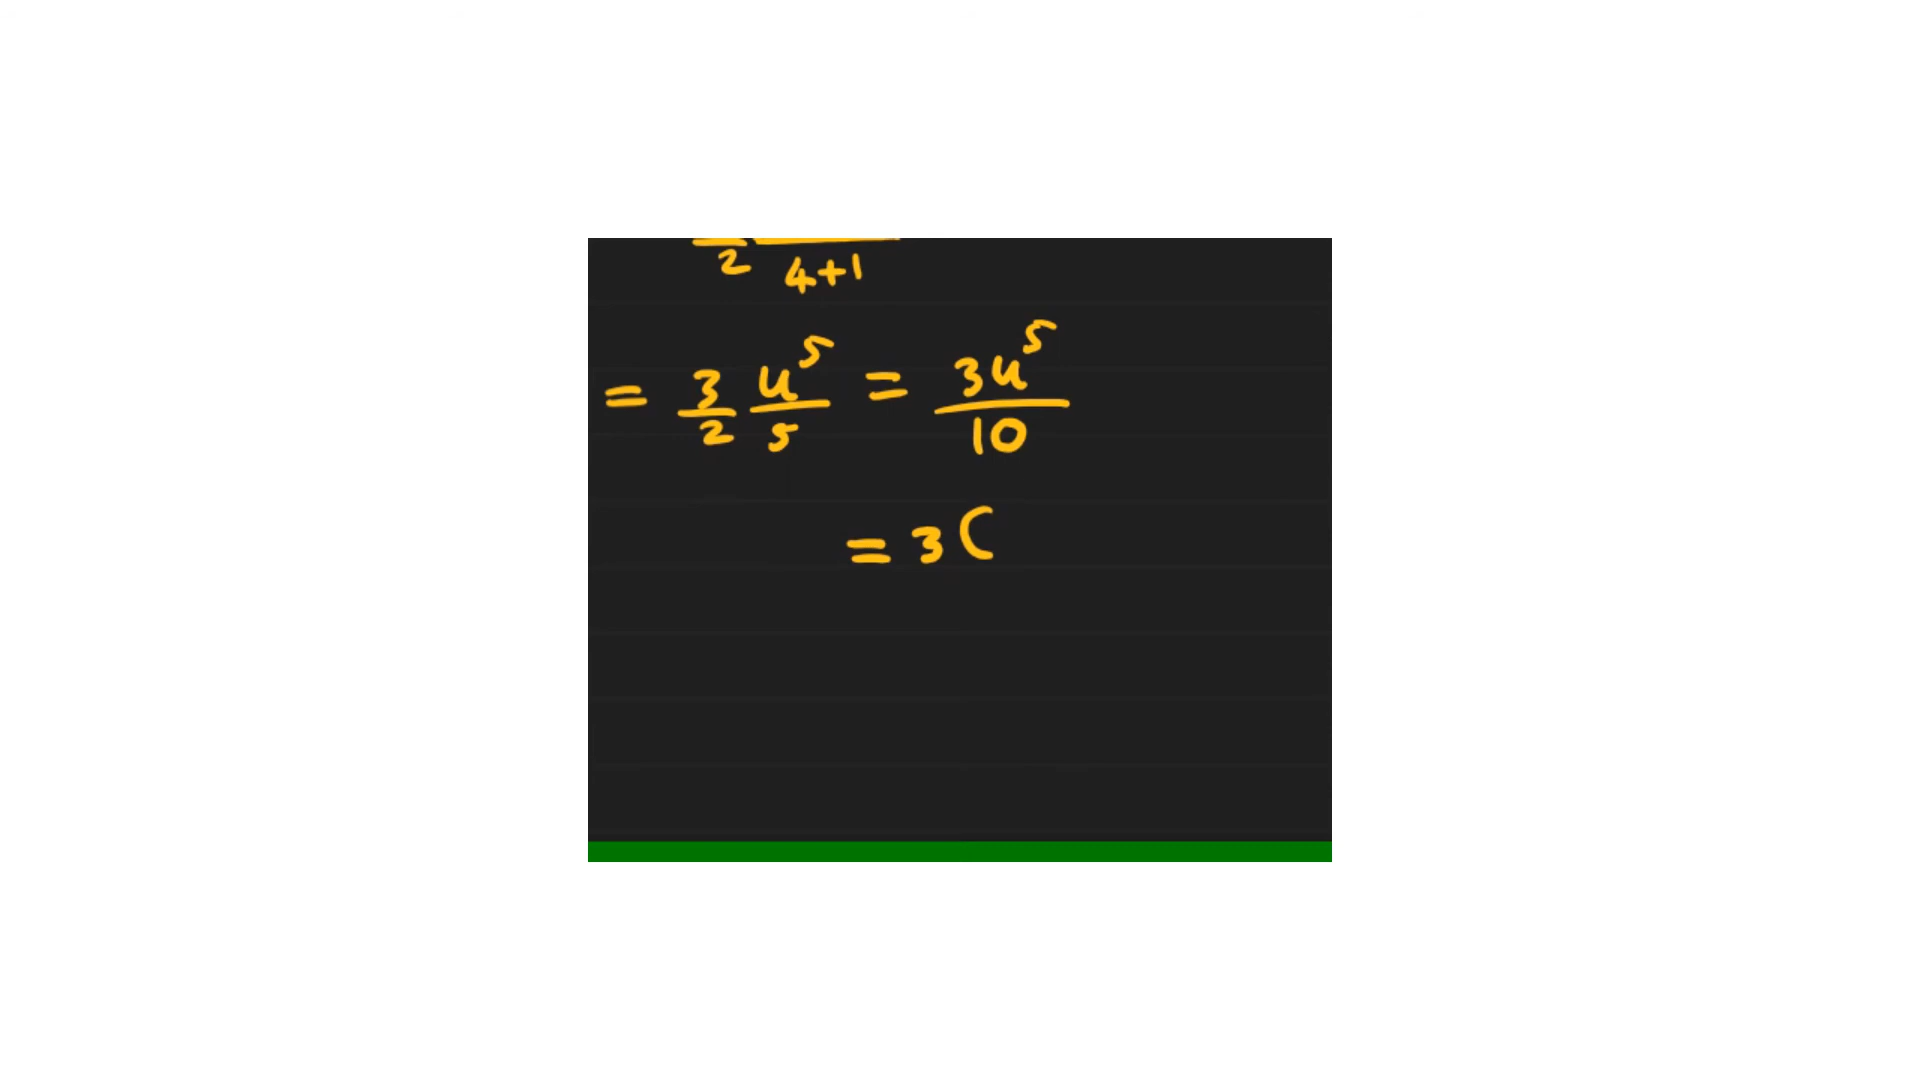 2 4+1
= 3/2 u^5/5 = 3u^5/10
= 3(